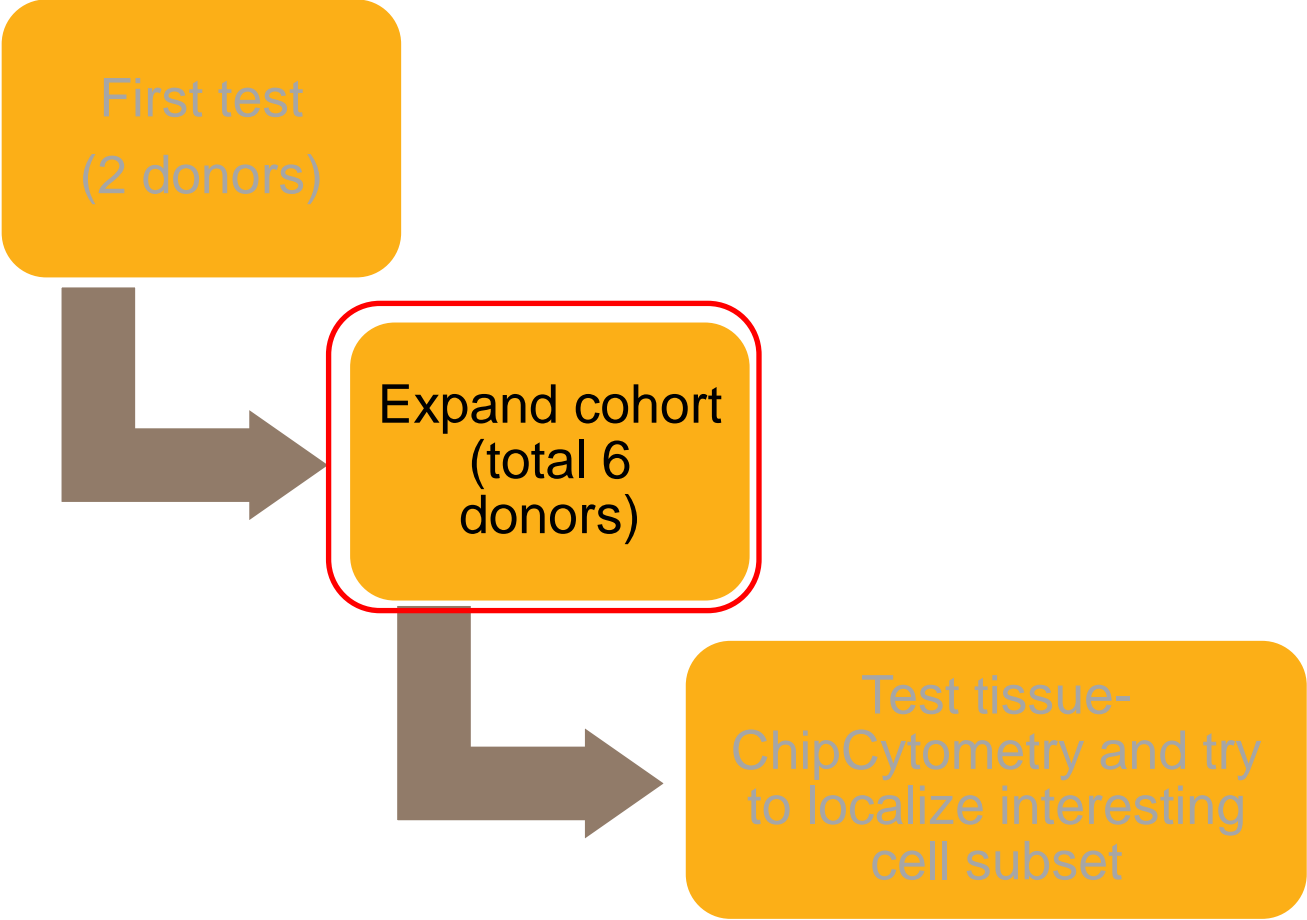 First test
(2 donors)
Expand cohort
(total 6
donors)
Test tissue-
ChipCytometry and try
to localize interesting
cell subset